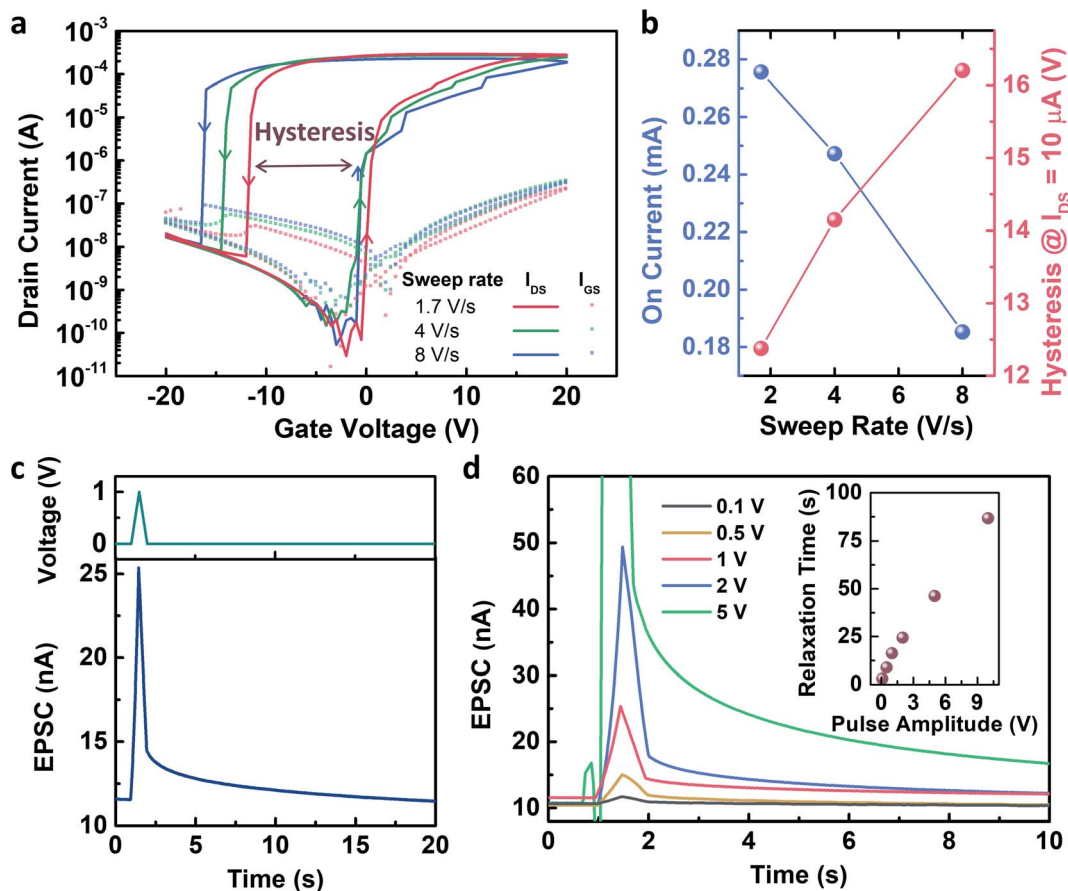 a
10⁻³
10⁻⁴
10⁻⁵
10⁻⁶
10⁻⁷
10⁻⁸
10⁻⁹
10⁻¹⁰
10⁻¹¹
Drain Current (A)
Hysteresis
Sweep rate I_DS I_GS
1.7 V/s
4 V/s
8 V/s
-20 -10 0 10 20
Gate Voltage (V)
b
0.28
0.26
0.24
0.22
0.20
0.18
On Current (mA)
16
15
14
13
12
Hysteresis @ I_DS = 10 μA (V)
2 4 6 8
Sweep Rate (V/s)
c
1
0
Voltage (V)
25
20
15
10
EPSC (nA)
0 5 10 15 20
Time (s)
d
60
50
40
30
20
10
EPSC (nA)
0.1 V
0.5 V
1 V
2 V
5 V
100
75
50
25
0
Relaxation Time (s)
0 3 6 9
Pulse Amplitude (V)
0 2 4 6 8 10
Time (s)